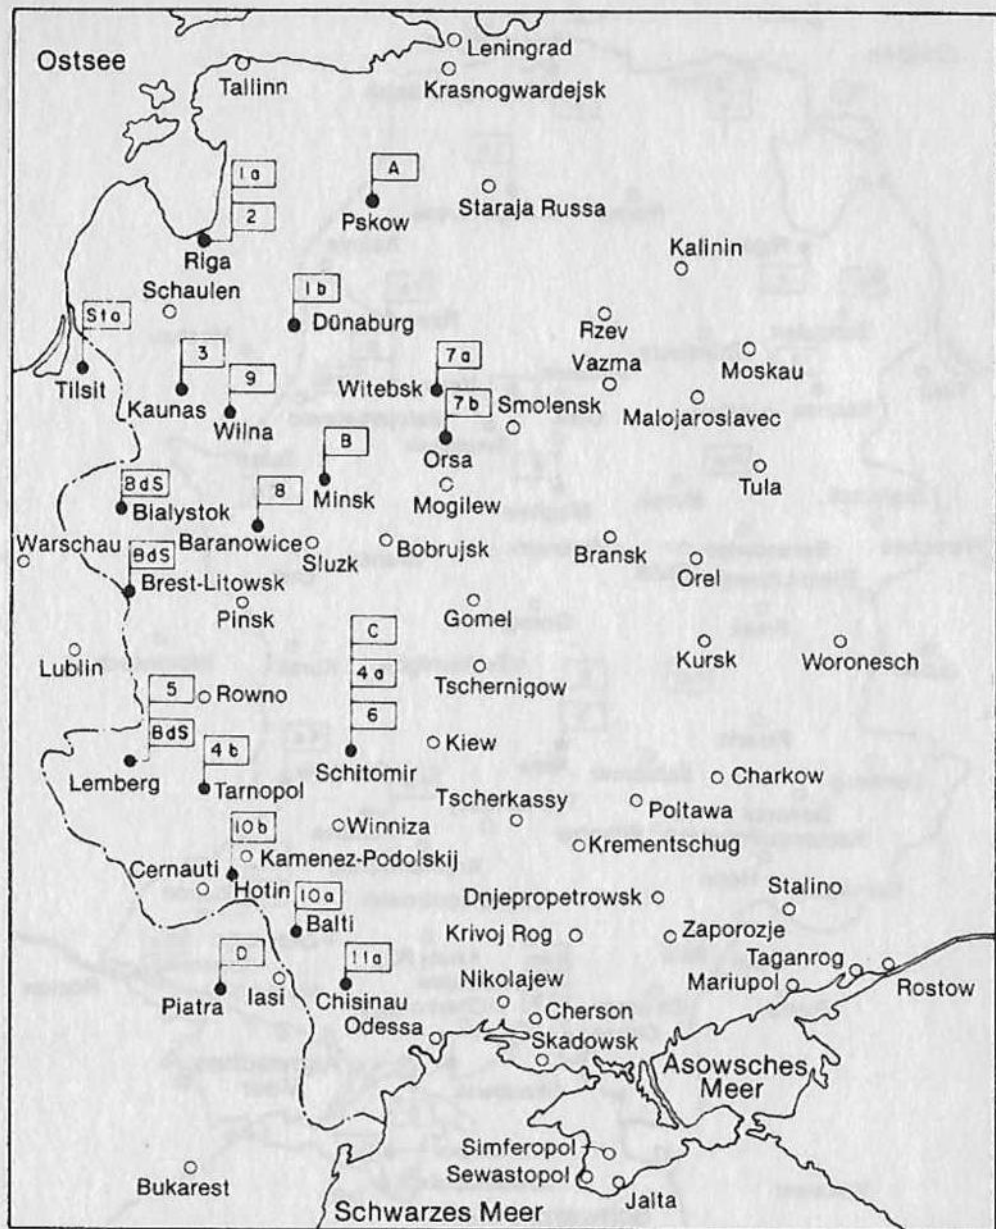 Leningrad
Ostsee
Tallinn
Krasnogwardejsk
1a
A
2
Pskow
Staraja Russa
Riga
Kalinin
Schaulen
1b
Sta
Dünaburg
Rzev
3
7a
Vazma
Moskau
Tilsit
9
Witebsk
Kaunas
7b
Smolensk
Malojaroslavec
Wilna
B
Orsa
BdS
8
Minsk
Mogilew
Tula
Bialystok
Warschau
BdS
Baranowice
Sluzk
Bobrujsk
Bransk
Orel
Brest-Litowsk
Pinsk
Gomel
C
Lublin
4a
Tschernigow
Kursk
Woronesch
5
Rowno
6
BdS
4b
Kiew
Lemberg
Tarnopol
Schitomir
Charkow
Tscherkassy
Poltawa
10b
Winniza
Krementschug
Cernauti
Kamenez-Podolskij
Hotin
10a
Dnjepropetrowsk
Stalino
Balti
Krivoj Rog
Zaporozje
D
11a
Taganrog
Piatra
Iasi
Chisinau
Nikolajew
Mariupol
Rostow
Odessa
Cherson
Skadowsk
Asowsches
Meer
Simferopol
Bukarest
Sewastopol
Jalta
Schwarzes Meer